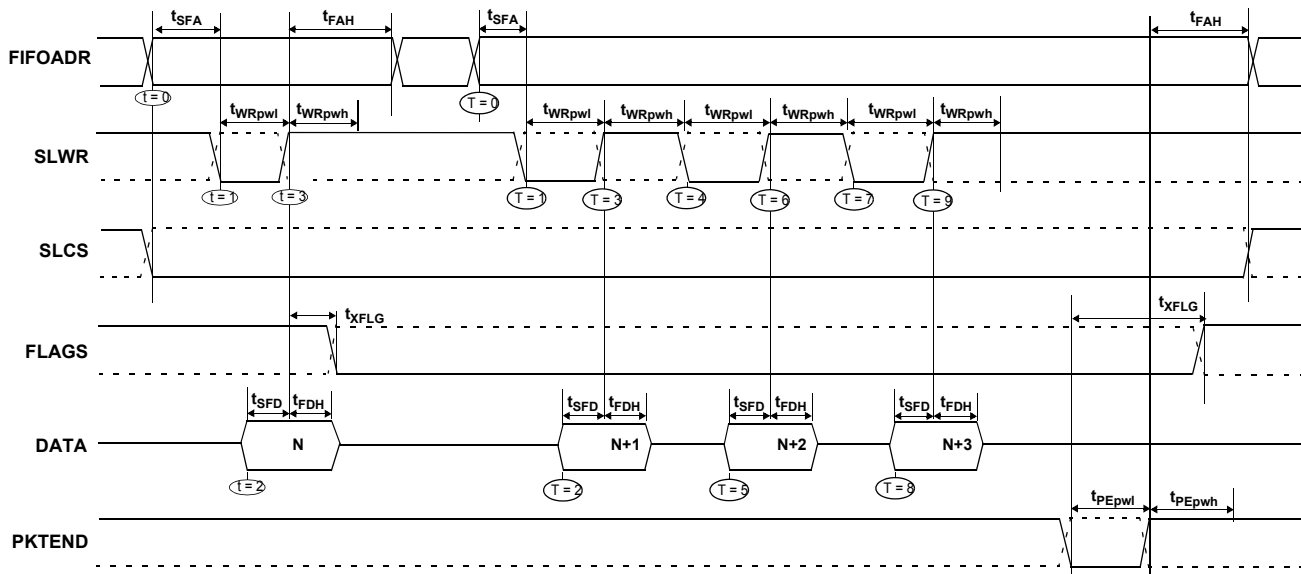 tSFA tFAH tSFA tFAH
FIFOADR
t = 0 T = 0
tWRpwl tWRpwh tWRpwl tWRpwh tWRpwl tWRpwh tWRpwl tWRpwh
SLWR
t = 1 t = 3 T = 1 T = 3 T = 4 T = 6 T = 7 T = 9
SLCS
tXFLG tXFLG
FLAGS
tSFD tFDH tSFD tFDH tSFD tFDH tSFD tFDH
DATA N N+1 N+2 N+3
t = 2 T = 2 T = 5 T = 8
tPEpwl tPEpwh
PKTEND